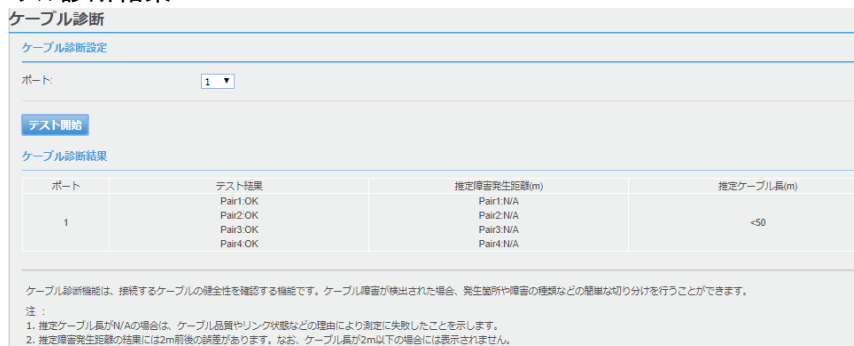 ケーブル診断
ケーブル診断設定
ポート: 1
テスト開始
ケーブル診断結果
ポート テスト結果 推定障害発生距離(m) 推定ケーブル長(m)
Pair1:OK Pair1:N/A
Pair2:OK Pair2:N/A
1 <50
Pair3:OK Pair3:N/A
Pair4:OK Pair4:N/A
ケーブル診断機能は、接続するケーブルの健全性を確認する機能です。ケーブル障害が検出された場合、発生箇所や障害の種類などの簡単な切り分けを行うことができます。
注 :
1. 推定ケーブル長がN/Aの場合は、ケーブル品質やリンク状態などの理由により測定に失敗したことを示します。
2. 推定障害発生距離の結果には2m前後の誤差があります。なお、ケーブル長が2m以下の場合には表示されません。